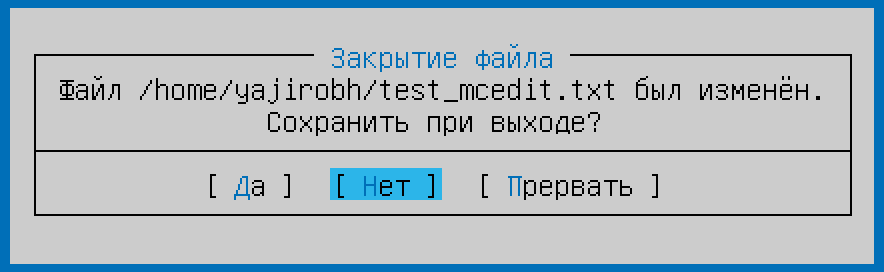 Закрытие файла
Файл /home/yajirobh/test_mcedit.txt был изменён.
Сохранить при выходе?
[ Да ] [ Нет ] [ Прервать ]